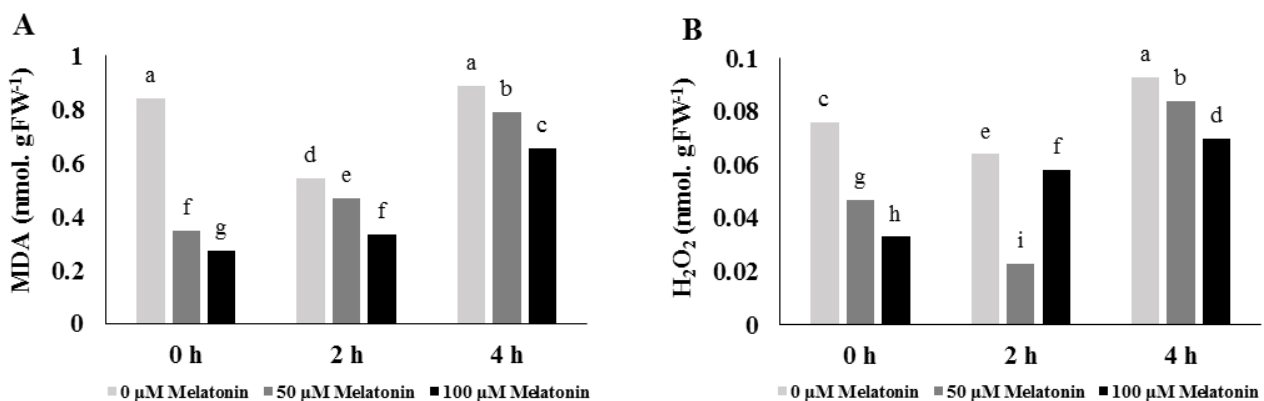 A
MDA (nmol. gFW⁻¹)
1
0.8
0.6
0.4
0.2
0
a
f
g
d
e
f
a
b
c
0 h
2 h
4 h
0 µM Melatonin
50 µM Melatonin
100 µM Melatonin
B
H₂O₂ (nmol. gFW⁻¹)
0.1
0.08
0.06
0.04
0.02
0
c
g
h
e
i
f
a
b
d
0 h
2 h
4 h
0 µM Melatonin
50 µM Melatonin
100 µM Melatonin